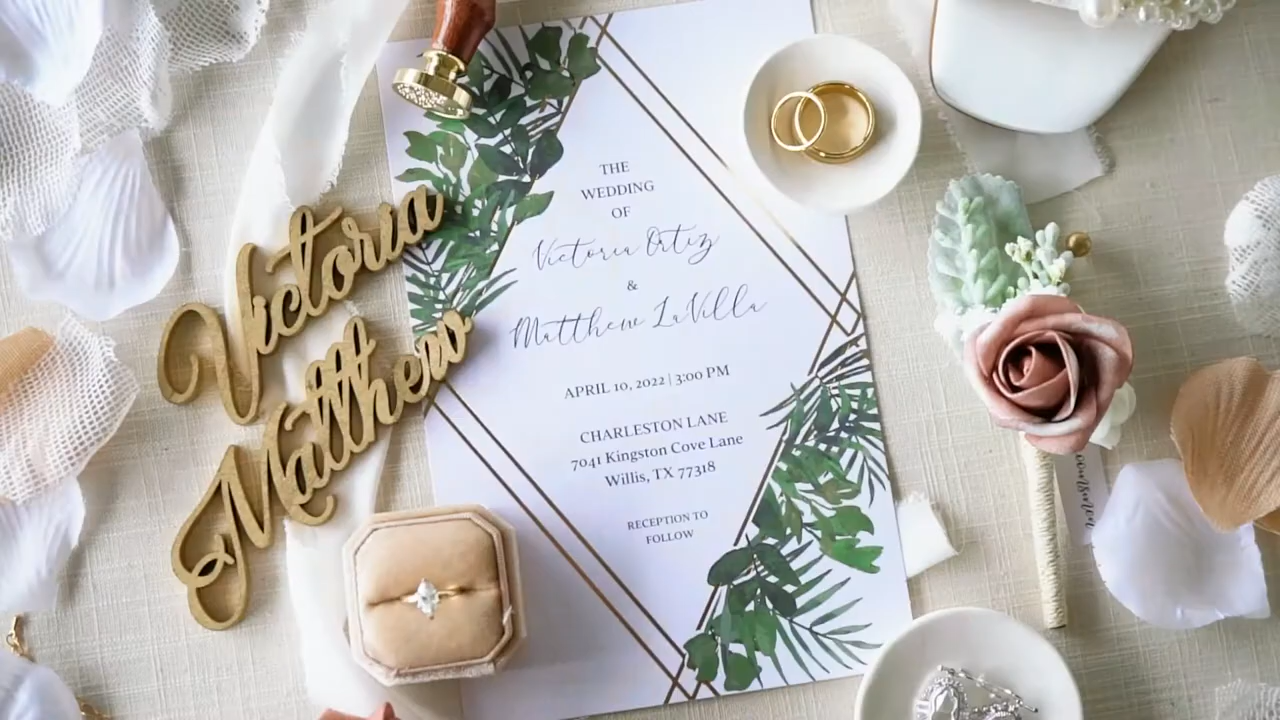 Victoria
Matthew
THE
WEDDING
OF
Victoria Ortiz
&
Matthew LaVilla
APRIL 10, 2022 | 3:00 PM
CHARLESTON LANE
7041 Kingston Cove Lane
Willis, TX 77318
RECEPTION TO
FOLLOW